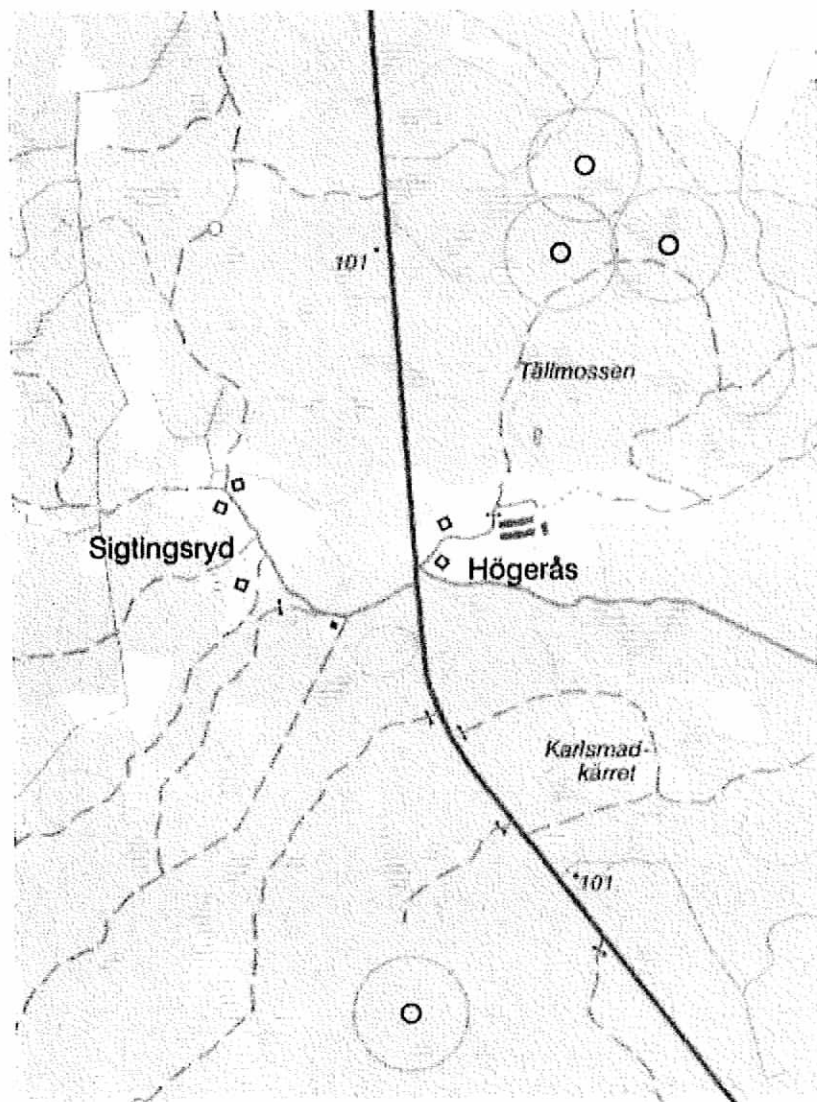 101
Tällmossen
Sigtingsryd
Högerås
Karlsmad-
kärret
101